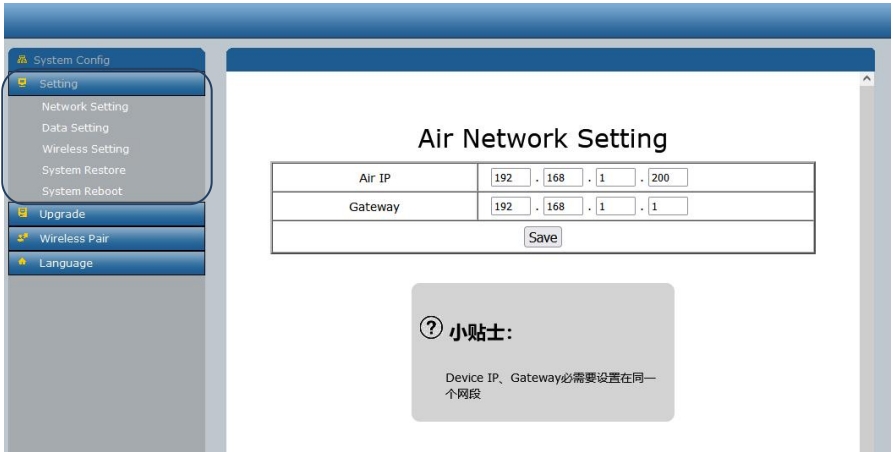 System Config
Setting
Network Setting
Data Setting
Wireless Setting
System Restore
System Reboot
Upgrade
Wireless Pair
Language
Air Network Setting
Air IP 192 . 168 . 1 . 200
Gateway 192 . 168 . 1 . 1
Save
? 小贴士：
Device IP、Gateway必需要设置在同一
个网段